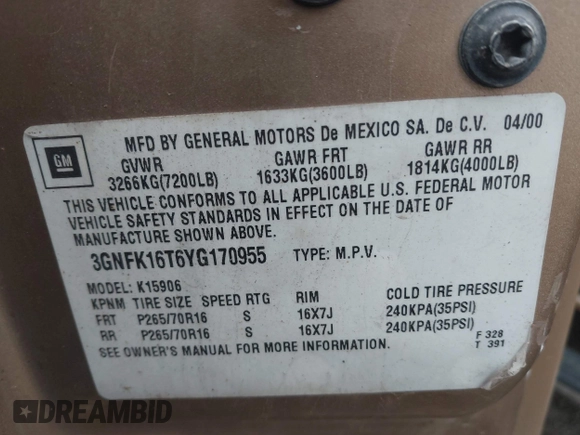 MFD BY GENERAL MOTORS De MEXICO SA. De C.V. 04/00
GM
GVWR GAWR FRT GAWR RR
3266KG(7200LB) 1633KG(3600LB) 1814KG(4000LB)
THIS VEHICLE CONFORMS TO ALL APPLICABLE U.S. FEDERAL MOTOR
VEHICLE SAFETY STANDARDS IN EFFECT ON THE DATE OF
MANUFACTURE SHOWN ABOVE.
3GNFK16T6YG170955 TYPE: M.P.V.
MODEL: K15906
KPNM TIRE SIZE SPEED RTG RIM COLD TIRE PRESSURE
FRT P265/70R16 S 16X7J 240KPA(35PSI)
RR P265/70R16 S 16X7J 240KPA(35PSI)
SEE OWNER'S MANUAL FOR MORE INFORMATION.
F 328
T 391
DREAMBID